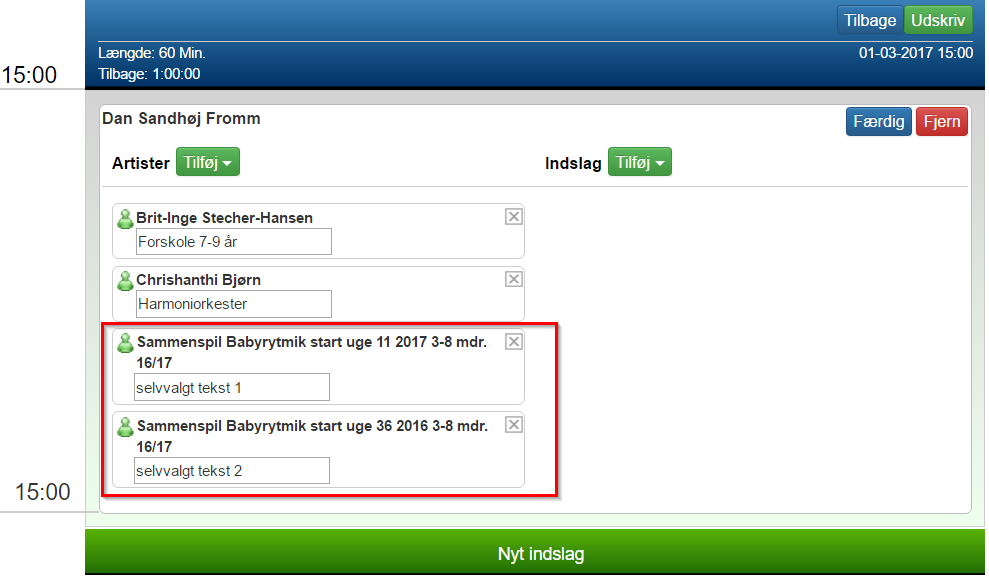 Tilbage Udskriv
Længde: 60 Min. 01-03-2017 15:00
15:00 Tilbage: 1:00:00
Dan Sandhøj Fromm Færdig Fjern
Artister Tilføj Indslag Tilføj
Brit-Inge Stecher-Hansen
Forskole 7-9 år
Chrishanthi Bjørn
Harmoniorkester
Sammenspil Babyrytmik start uge 11 2017 3-8 mdr.
16/17
selvvalgt tekst 1
Sammenspil Babyrytmik start uge 36 2016 3-8 mdr.
16/17
selvvalgt tekst 2
15:00
Nyt indslag